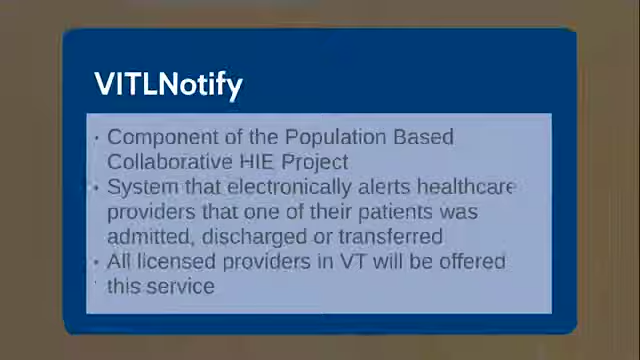 VITLNotify
· Component of the Population Based
Collaborative HIE Project
· System that electronically alerts healthcare
providers that one of their patients was
admitted, discharged or transferred
· All licensed providers in VT will be offered
this service